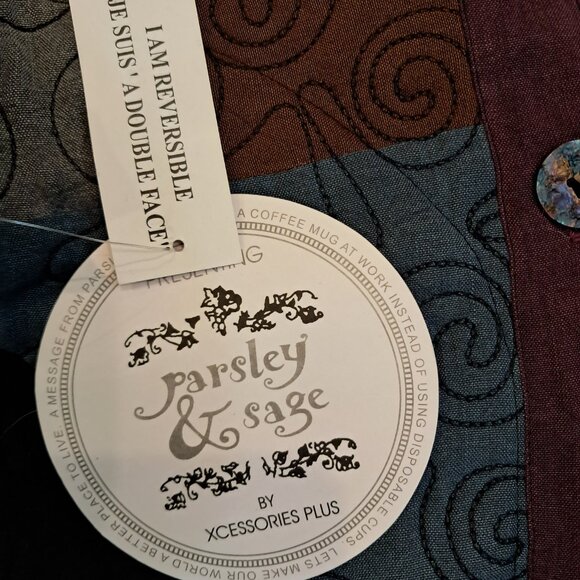 I AM REVERSIBLE
JE SUIS' A DOUBLE FACE"
A COFFEE MUG AT WORK INSTEAD OF USING DISPOSABLE CUPS. LETS MAKE OUR WORLD A BETTER PLACE TO LIVE. A MESSAGE FROM
PRESENTING
parsley
& sage
BY
XCESSORIES PLUS